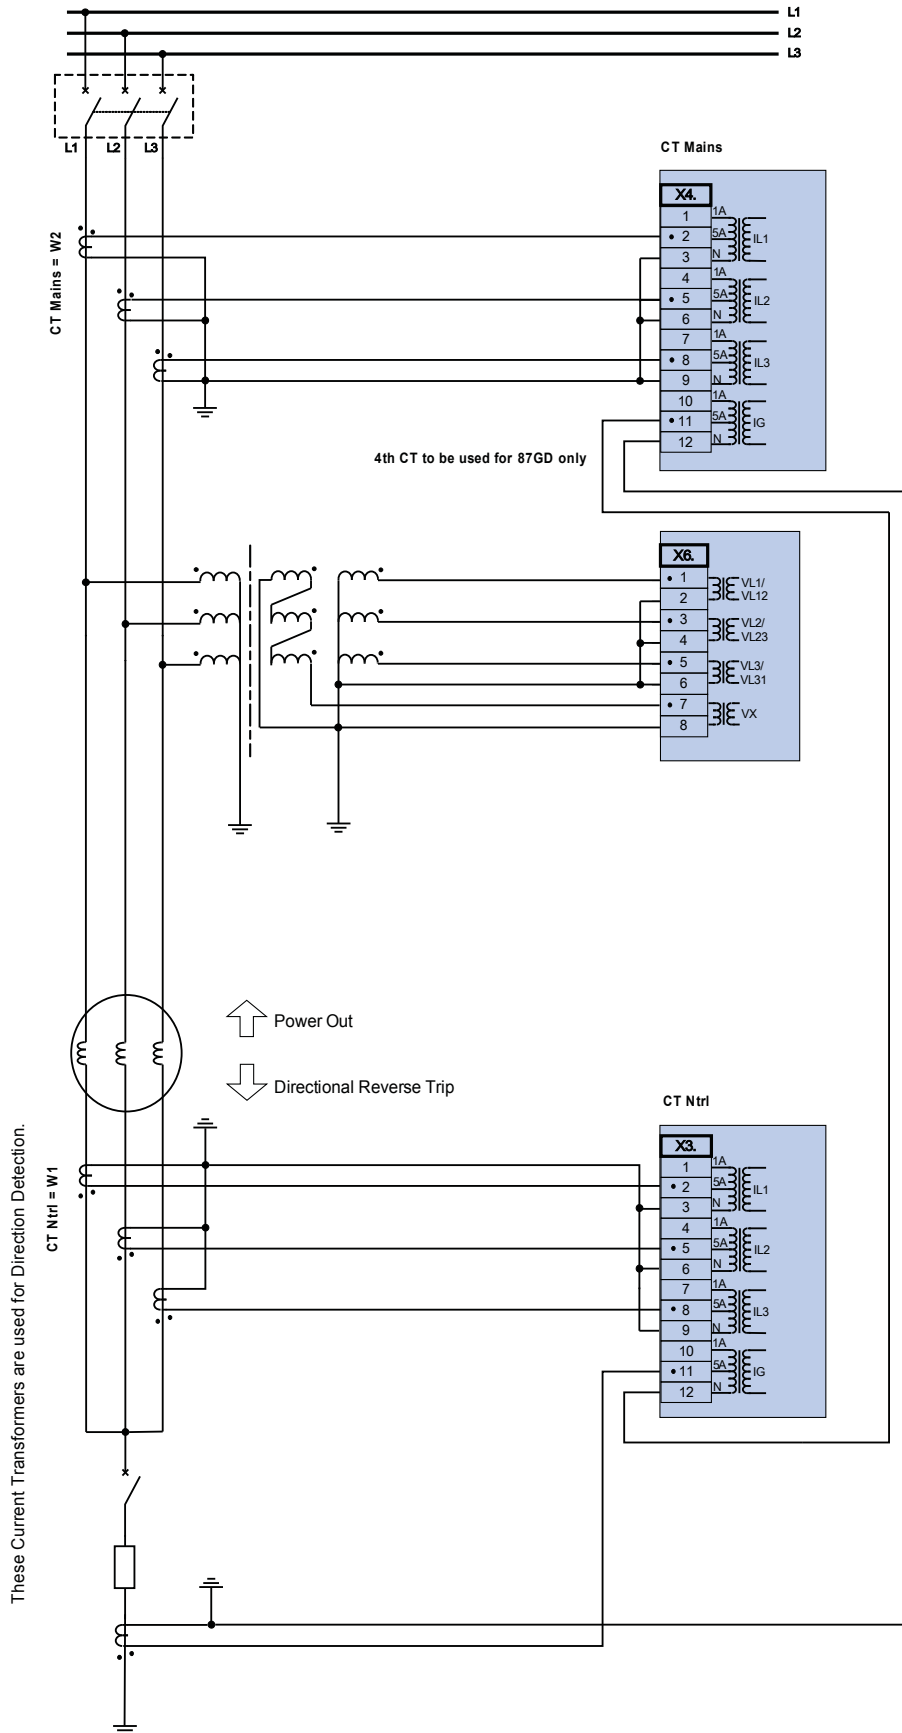 L1
L2
L3
L1 L2 L3
CT Mains
X4.
1 1A
2 5A IL1
3 N
4 1A
5 5A IL2
6 N
7 1A
8 5A IL3
9 N
10 1A
11 5A IG
12 N
CT Mains = W2
4th CT to be used for 87GD only
X6.
1 VL1/
2 VL12
3 VL2/
4 VL23
5 VL3/
6 VL31
7 VX
8
Power Out
Directional Reverse Trip
CT Ntrl
X3.
1 1A
2 5A IL1
3 N
4 1A
5 5A IL2
6 N
7 1A
8 5A IL3
9 N
10 1A
11 5A IG
12 N
CT Ntrl = W1
These Current Transformers are used for Direction Detection.